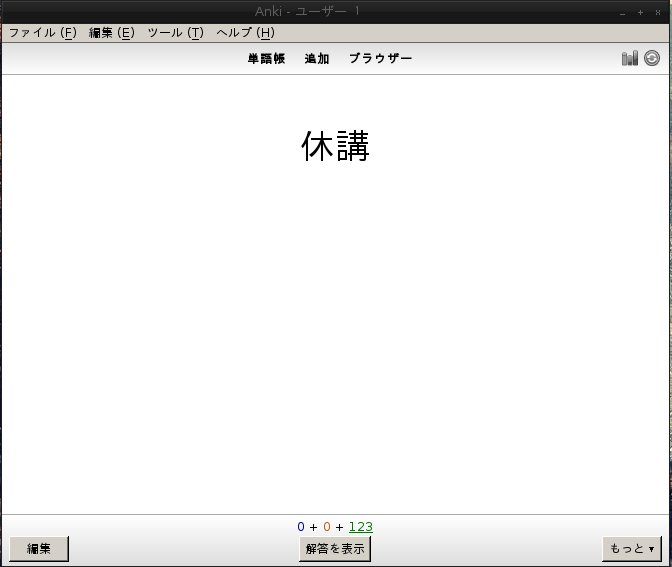 Anki - ユーザー 1
ファイル (F) 編集 (E) ツール (T) ヘルプ (H)
単語帳 追加 ブラウザー
休講
0 + 0 + 123
編集 解答を表示 もっと ▾